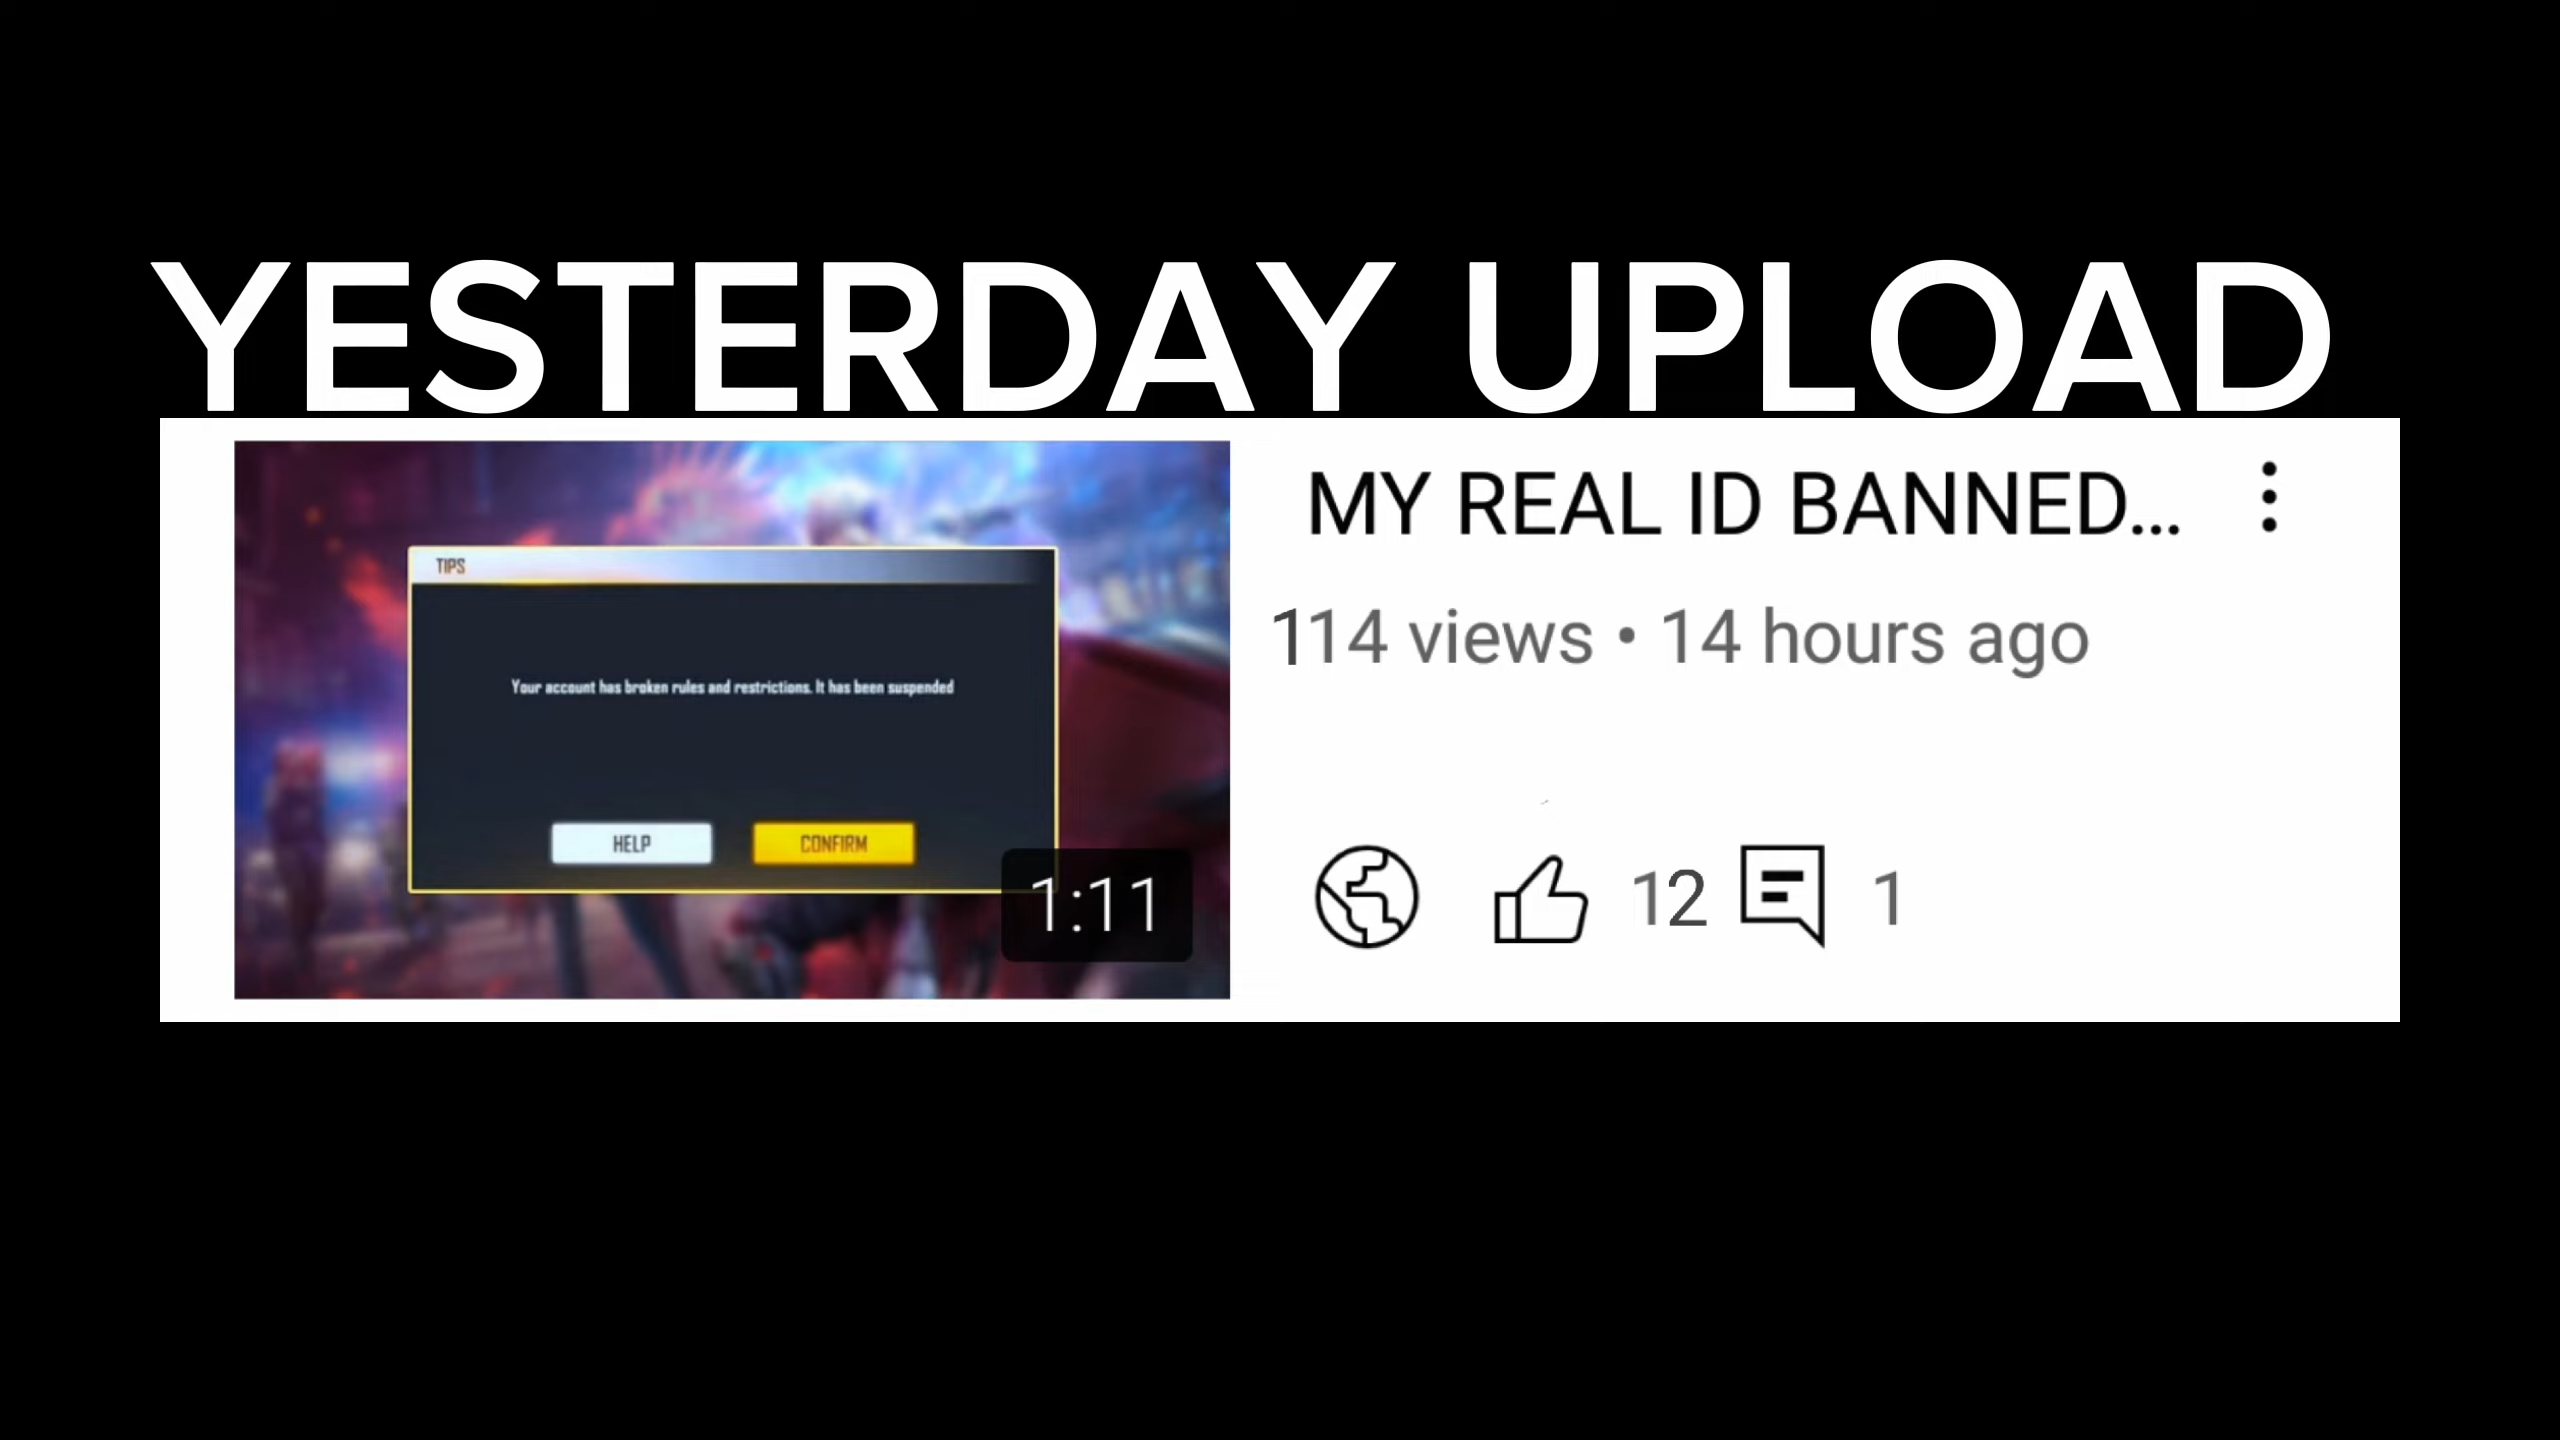 YESTERDAY UPLOAD
TIPS
Your account has broken rules and restrictions. It has been suspended
HELP
CONFIRM
1:11
MY REAL ID BANNED...
114 views • 14 hours ago
12
1